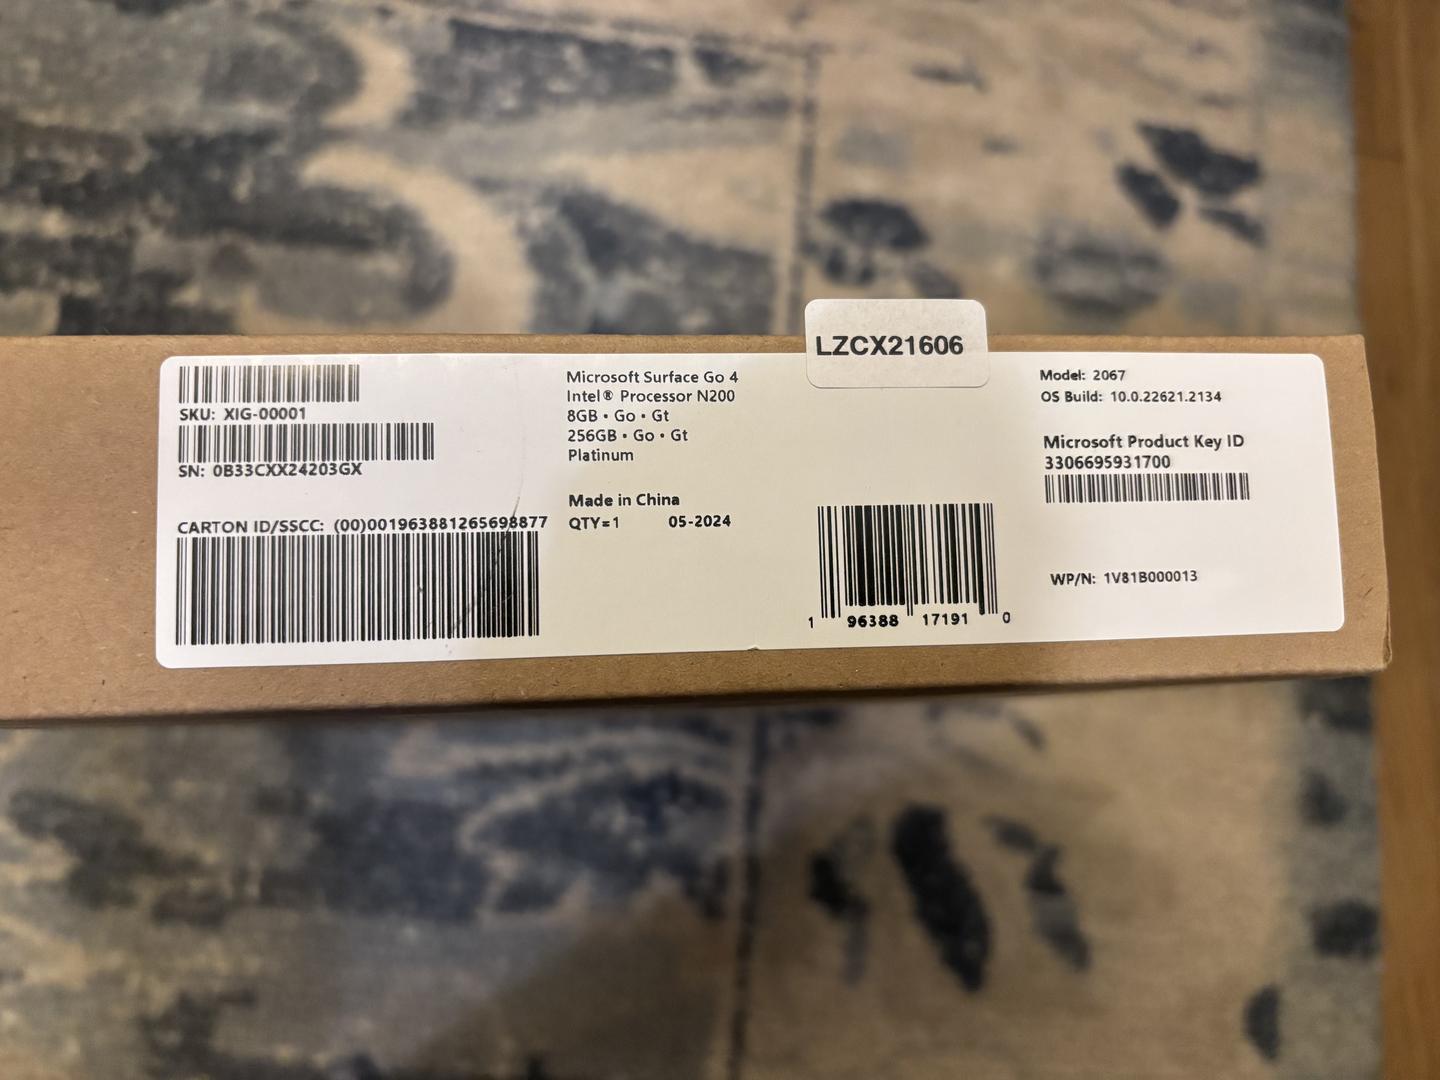 LZCX21606
SKU: XIG-00001
SN: 0B33CXX24203GX
CARTON ID/SSCC: (00)001963881265698877
Microsoft Surface Go 4
Intel® Processor N200
8GB • Go • Gt
256GB • Go • Gt
Platinum
Made in China
QTY=1 05-2024
1 96388 17191 0
Model: 2067
OS Build: 10.0.22621.2134
Microsoft Product Key ID
3306695931700
WP/N: 1V81B000013